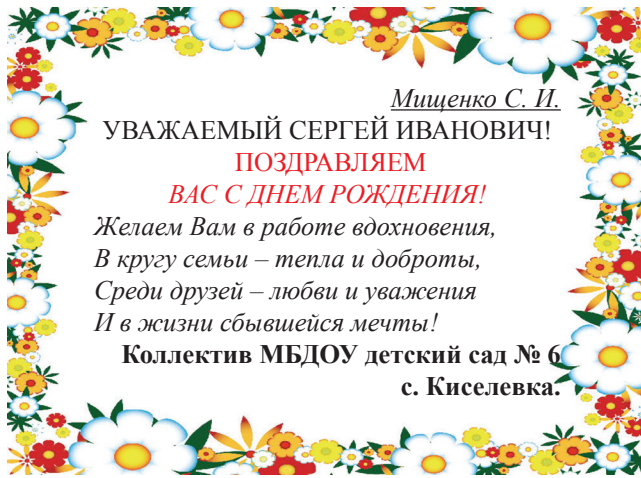 Мищенко С. И.
УВАЖАЕМЫЙ СЕРГЕЙ ИВАНОВИЧ!
ПОЗДРАВЛЯЕМ
ВАС С ДНЕМ РОЖДЕНИЯ!
Желаем Вам в работе вдохновения,
В кругу семьи – тепла и доброты,
Среди друзей – любви и уважения
И в жизни сбывшейся мечты!
Коллектив МБДОУ детский сад № 6
с. Киселевка.